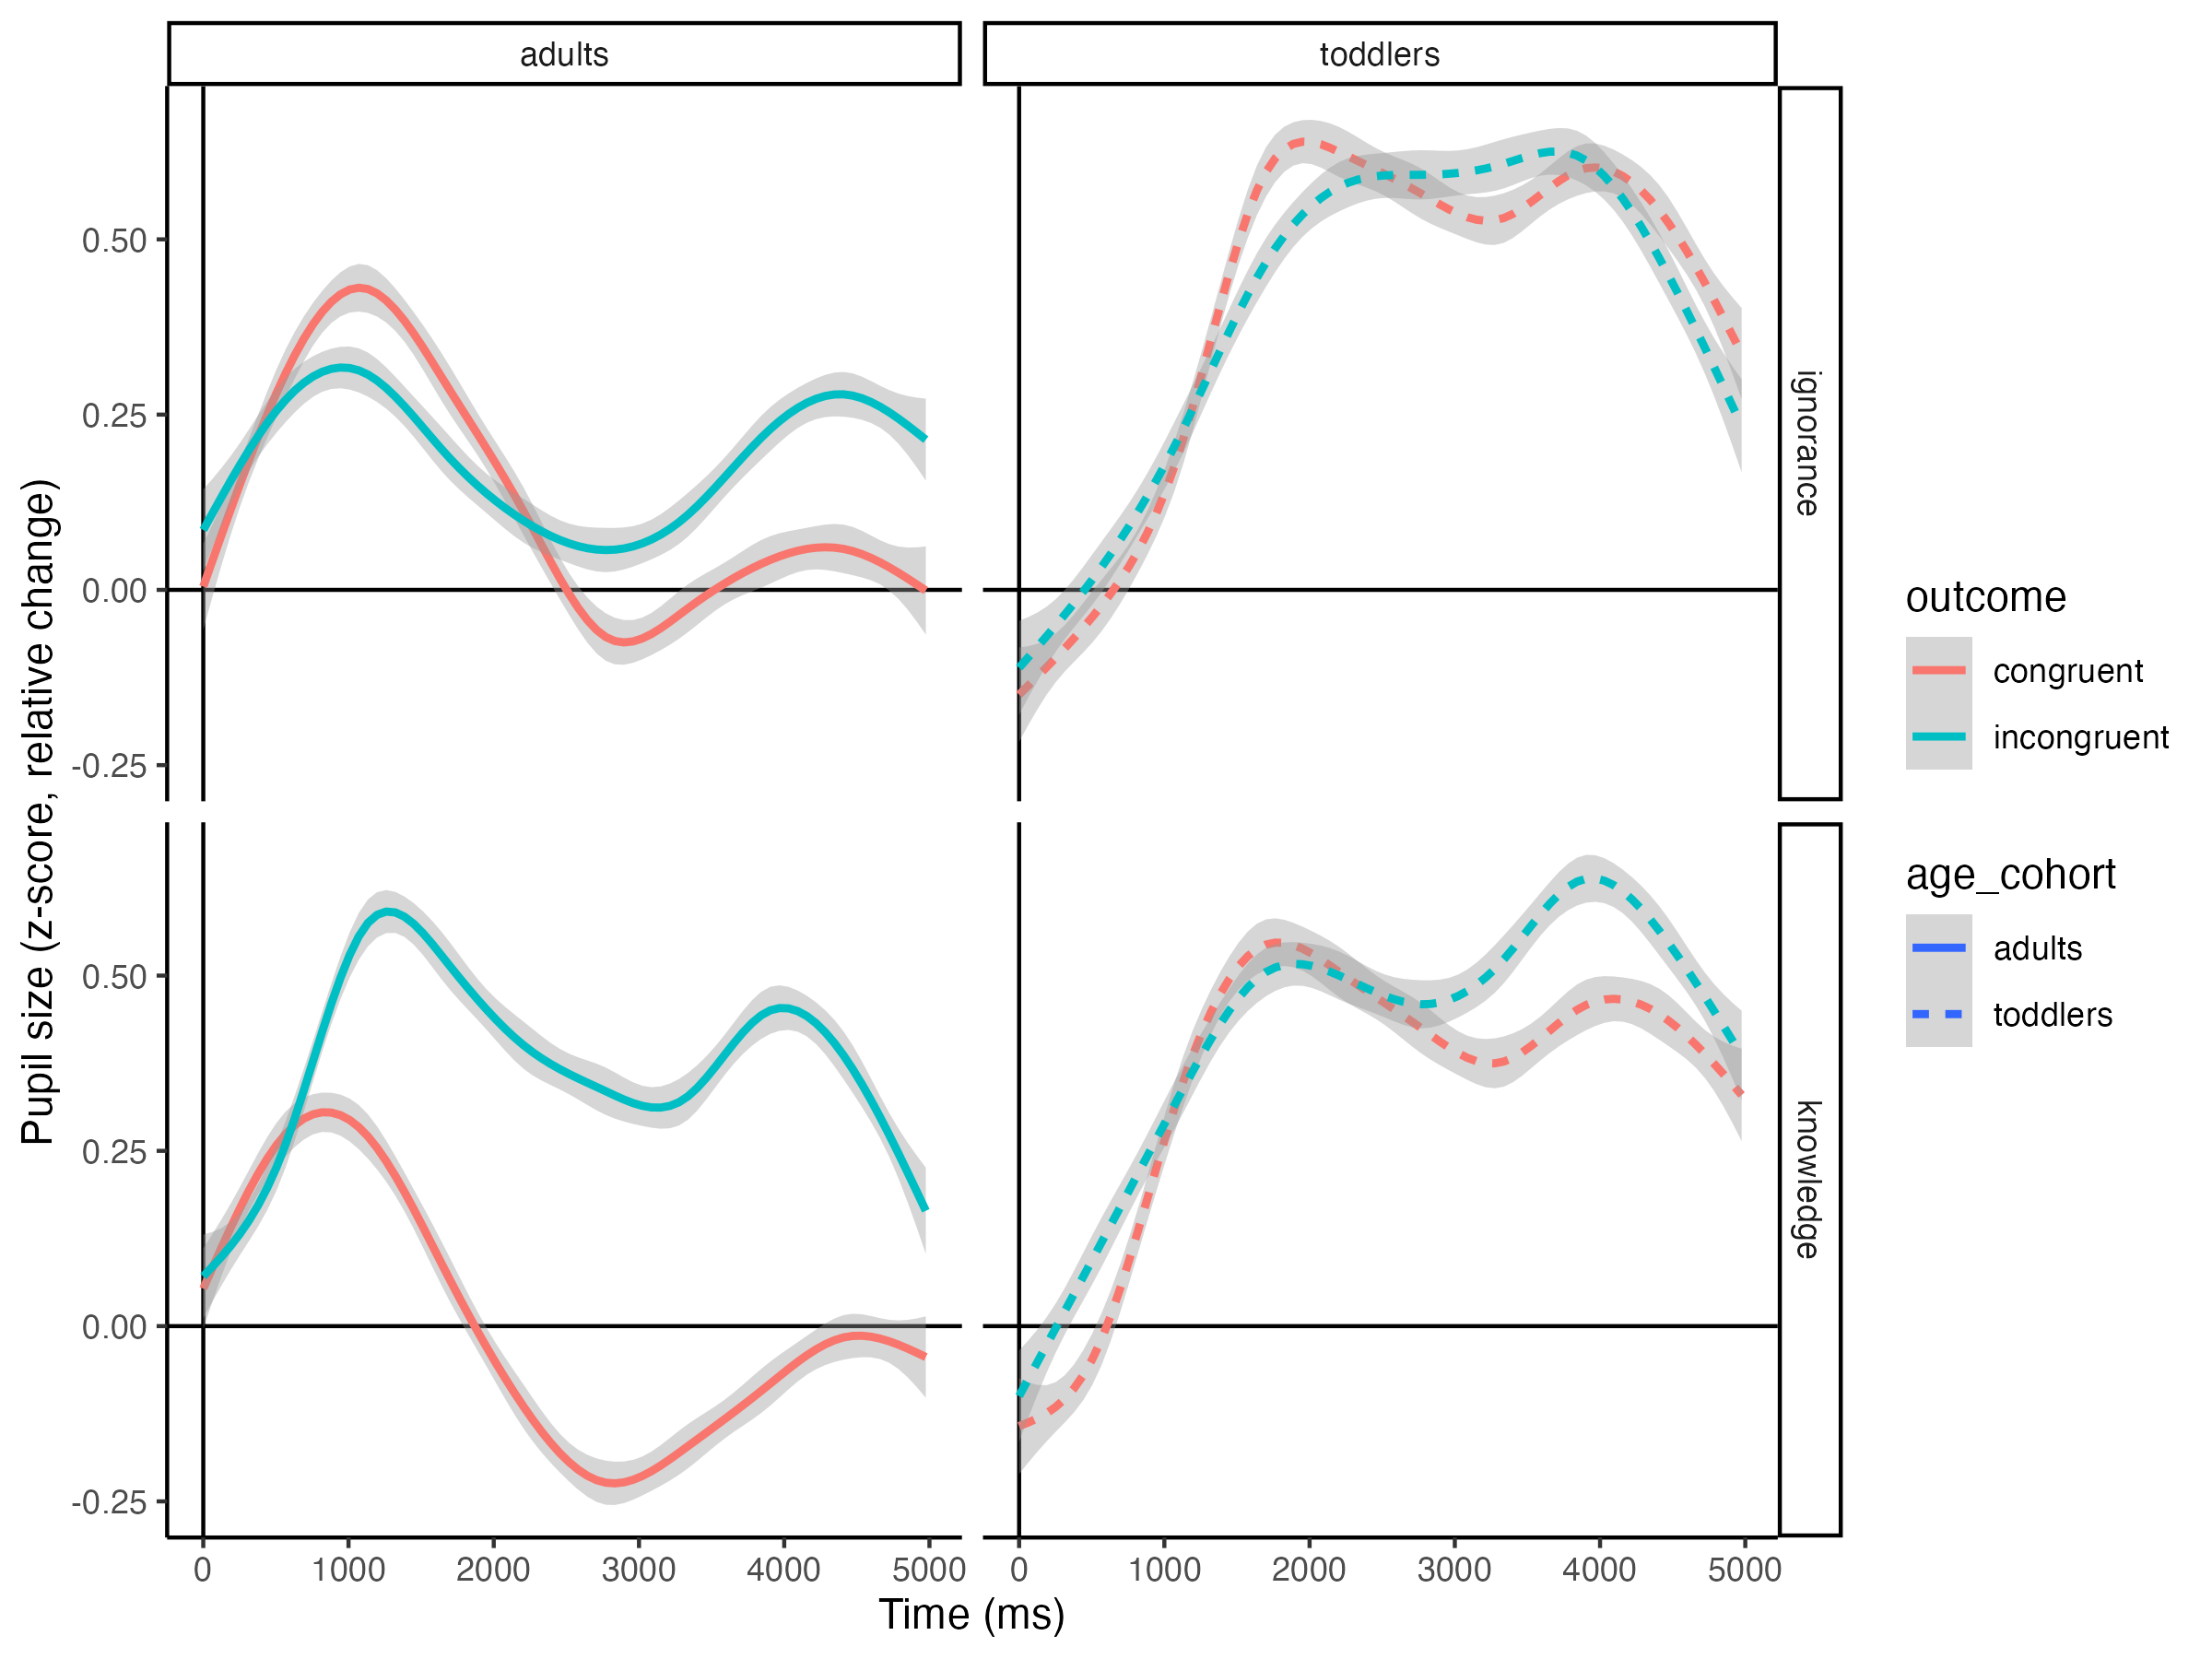 adults
toddlers
ignorance
knowledge
Pupil size (z-score, relative change)
0.50
0.25
0.00
-0.25
0.50
0.25
0.00
-0.25
0 1000 2000 3000 4000 5000
0 1000 2000 3000 4000 5000
Time (ms)
outcome
congruent
incongruent
age_cohort
adults
toddlers